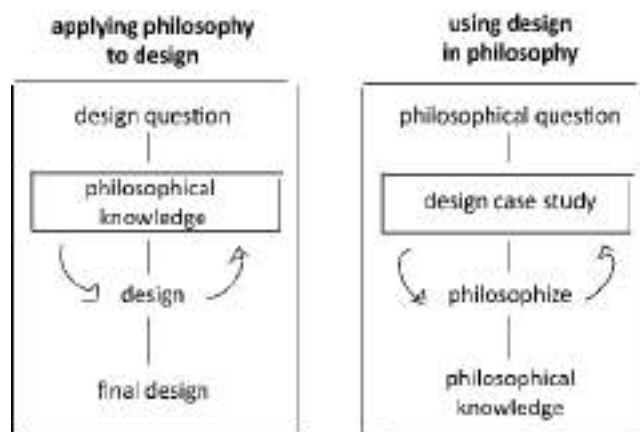 applying philosophy
to design
design question
philosophical
knowledge
design
final design
using design
in philosophy
philosophical question
design case study
philosophize
philosophical
knowledge